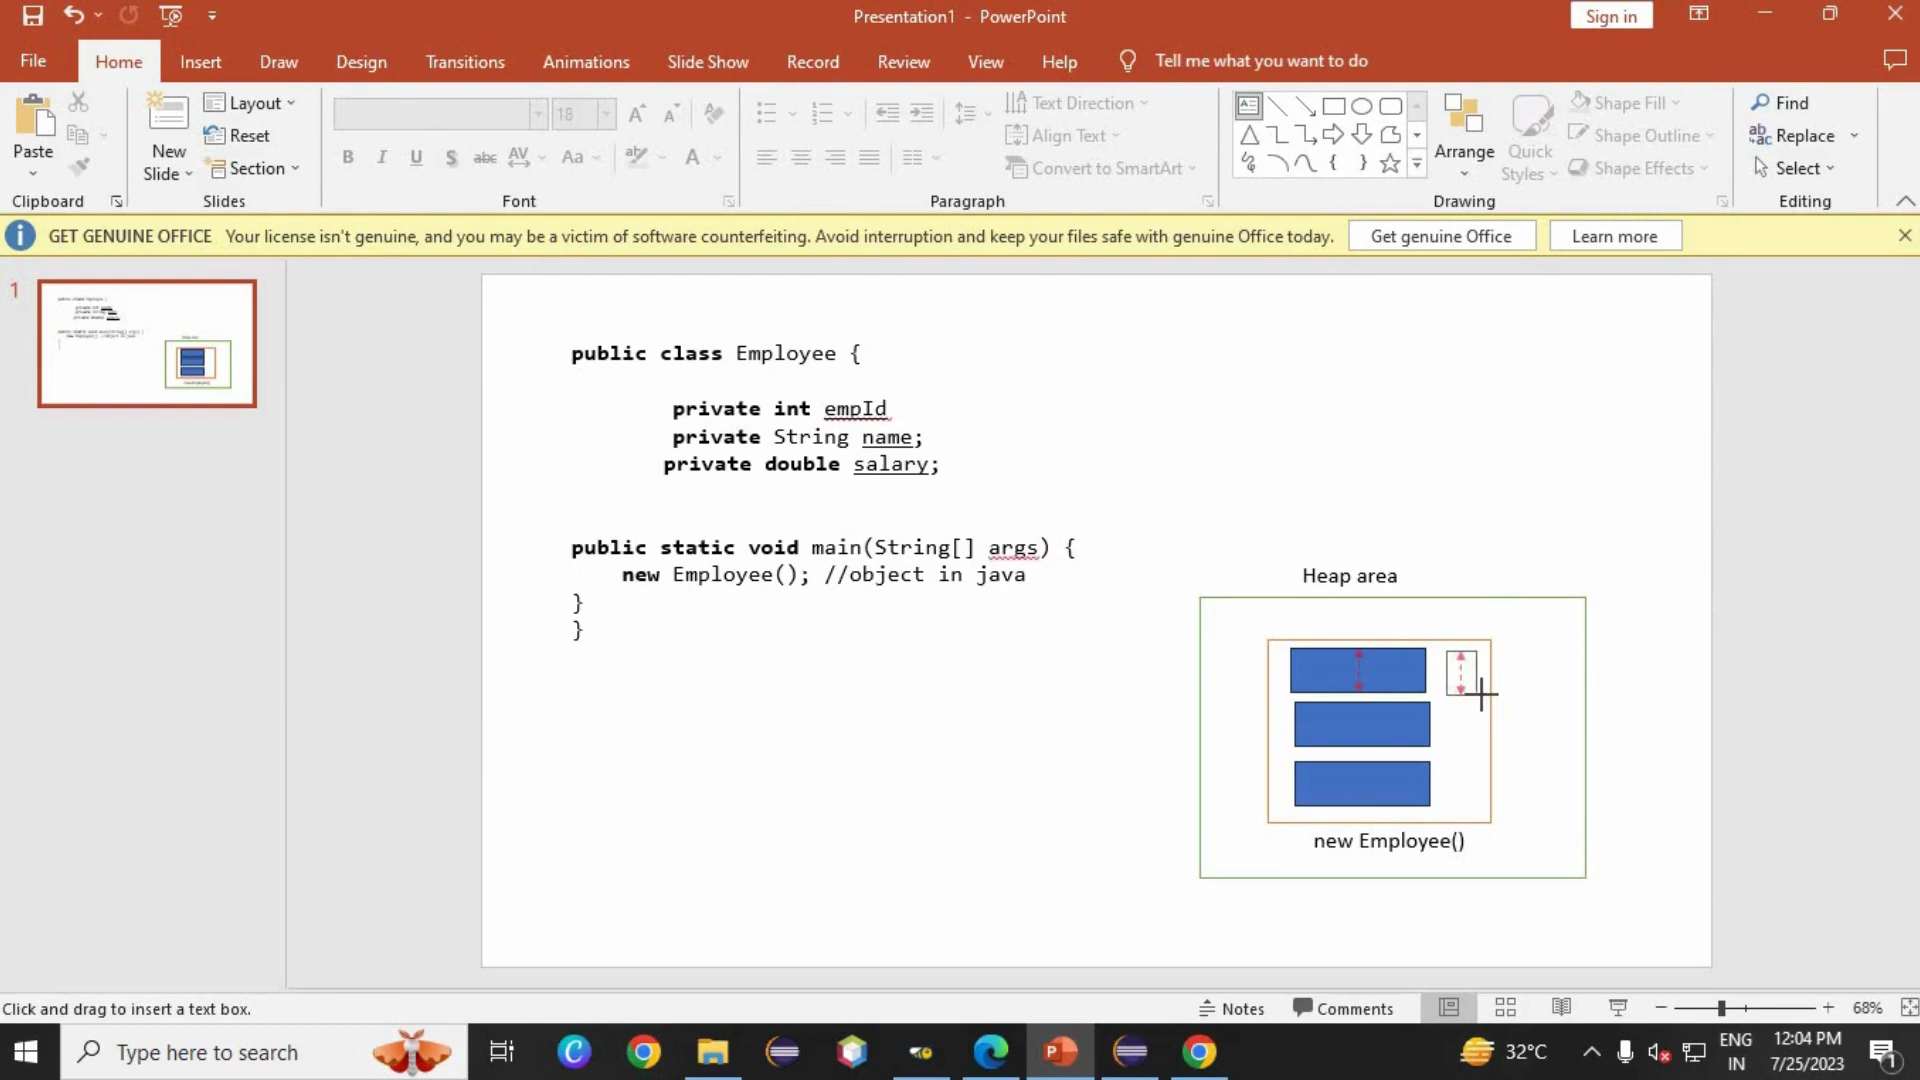 Presentation1 - PowerPoint
Sign in
File
Home
Insert
Draw
Design
Transitions
Animations
Slide Show
Record
Review
View
Help
Tell me what you want to do
Paste
New
Slide
Layout
Reset
Section
18
B I U S abc AV Aa A
Text Direction
Align Text
Convert to SmartArt
Arrange
Quick
Styles
Shape Fill
Shape Outline
Shape Effects
Find
Replace
Select
Clipboard
Slides
Font
Paragraph
Drawing
Editing
GET GENUINE OFFICE Your license isn't genuine, and you may be a victim of software counterfeiting. Avoid interruption and keep your files safe with genuine Office today.
Get genuine Office
Learn more
1
public class Employee {
private int empId
private String name;
private double salary;
public static void main(String[] args) {
new Employee(); //object in java
}
}
Heap area
new Employee()
Click and drag to insert a text box.
Notes
Comments
68%
Type here to search
32°C
ENG
IN
12:04 PM
7/25/2023
1